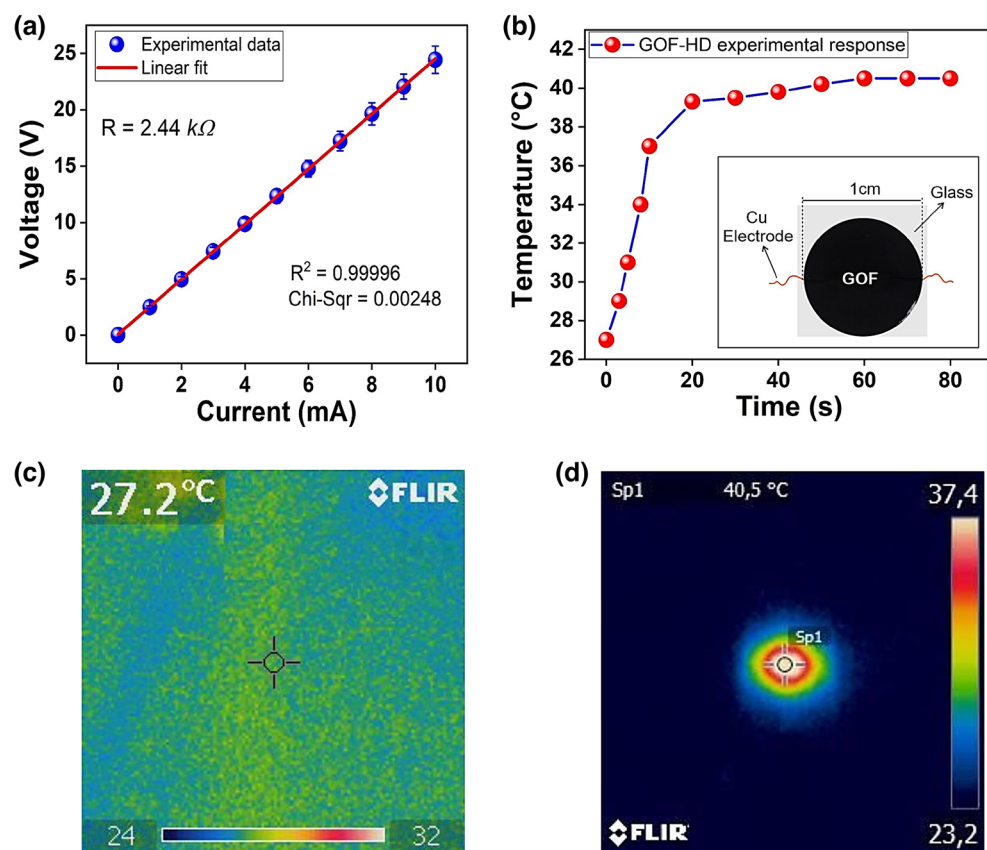 (a)
Experimental data
Linear fit
R = 2.44 kΩ
R² = 0.99996
Chi-Sqr = 0.00248
Voltage (V)
25
20
15
10
5
0
0 2 4 6 8 10
Current (mA)
(b)
GOF-HD experimental response
Temperature (°C)
42
40
38
36
34
32
30
28
26
1cm
Glass
Cu
Electrode
GOF
0 20 40 60 80
Time (s)
(c)
27.2°C
FLIR
24 32
(d)
Sp1 40,5 °C 37,4
Sp1
FLIR 23,2